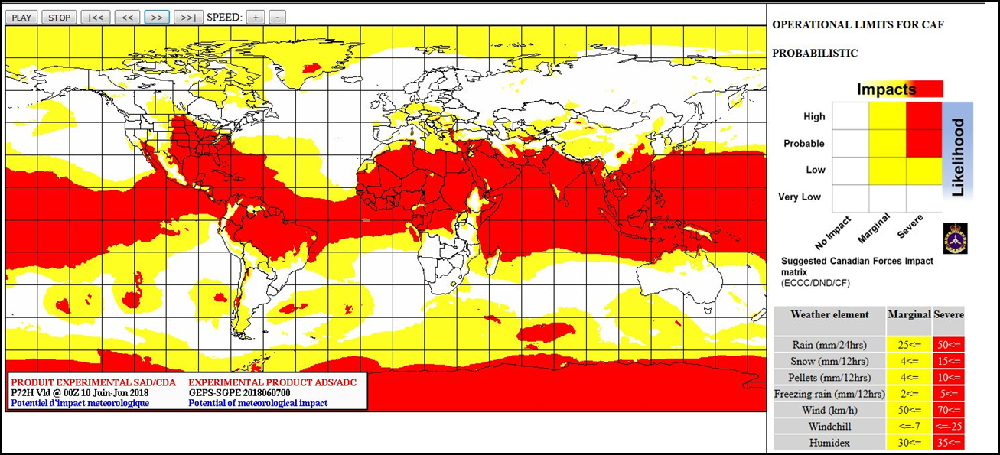 PLAY STOP |<< << >> >>| SPEED: + -
OPERATIONAL LIMITS FOR CAF
PROBABILISTIC
Impacts
High
Probable
Low
Very Low
Likelihood
No Impact
Marginal
Severe
Suggested Canadian Forces Impact
matrix
(ECCC/DND/CF)
Weather element Marginal Severe
Rain (mm/24hrs) 25<= 50<=
Snow (mm/12hrs) 4<= 15<=
Pellets (mm/12hrs) 4<= 10<=
Freezing rain (mm/12hrs) 2<= 5<=
Wind (km/h) 50<= 70<=
Windchill <=-7 <=-25
Humidex 30<= 35<=
PRODUIT EXPERIMENTAL SAD/CDA EXPERIMENTAL PRODUCT ADS/ADC
P72H Vld @ 00Z 10 Juin-Jun 2018 GEPS-SGPE 2018060700
Potentiel d'impact meteorologique Potential of meteorological impact